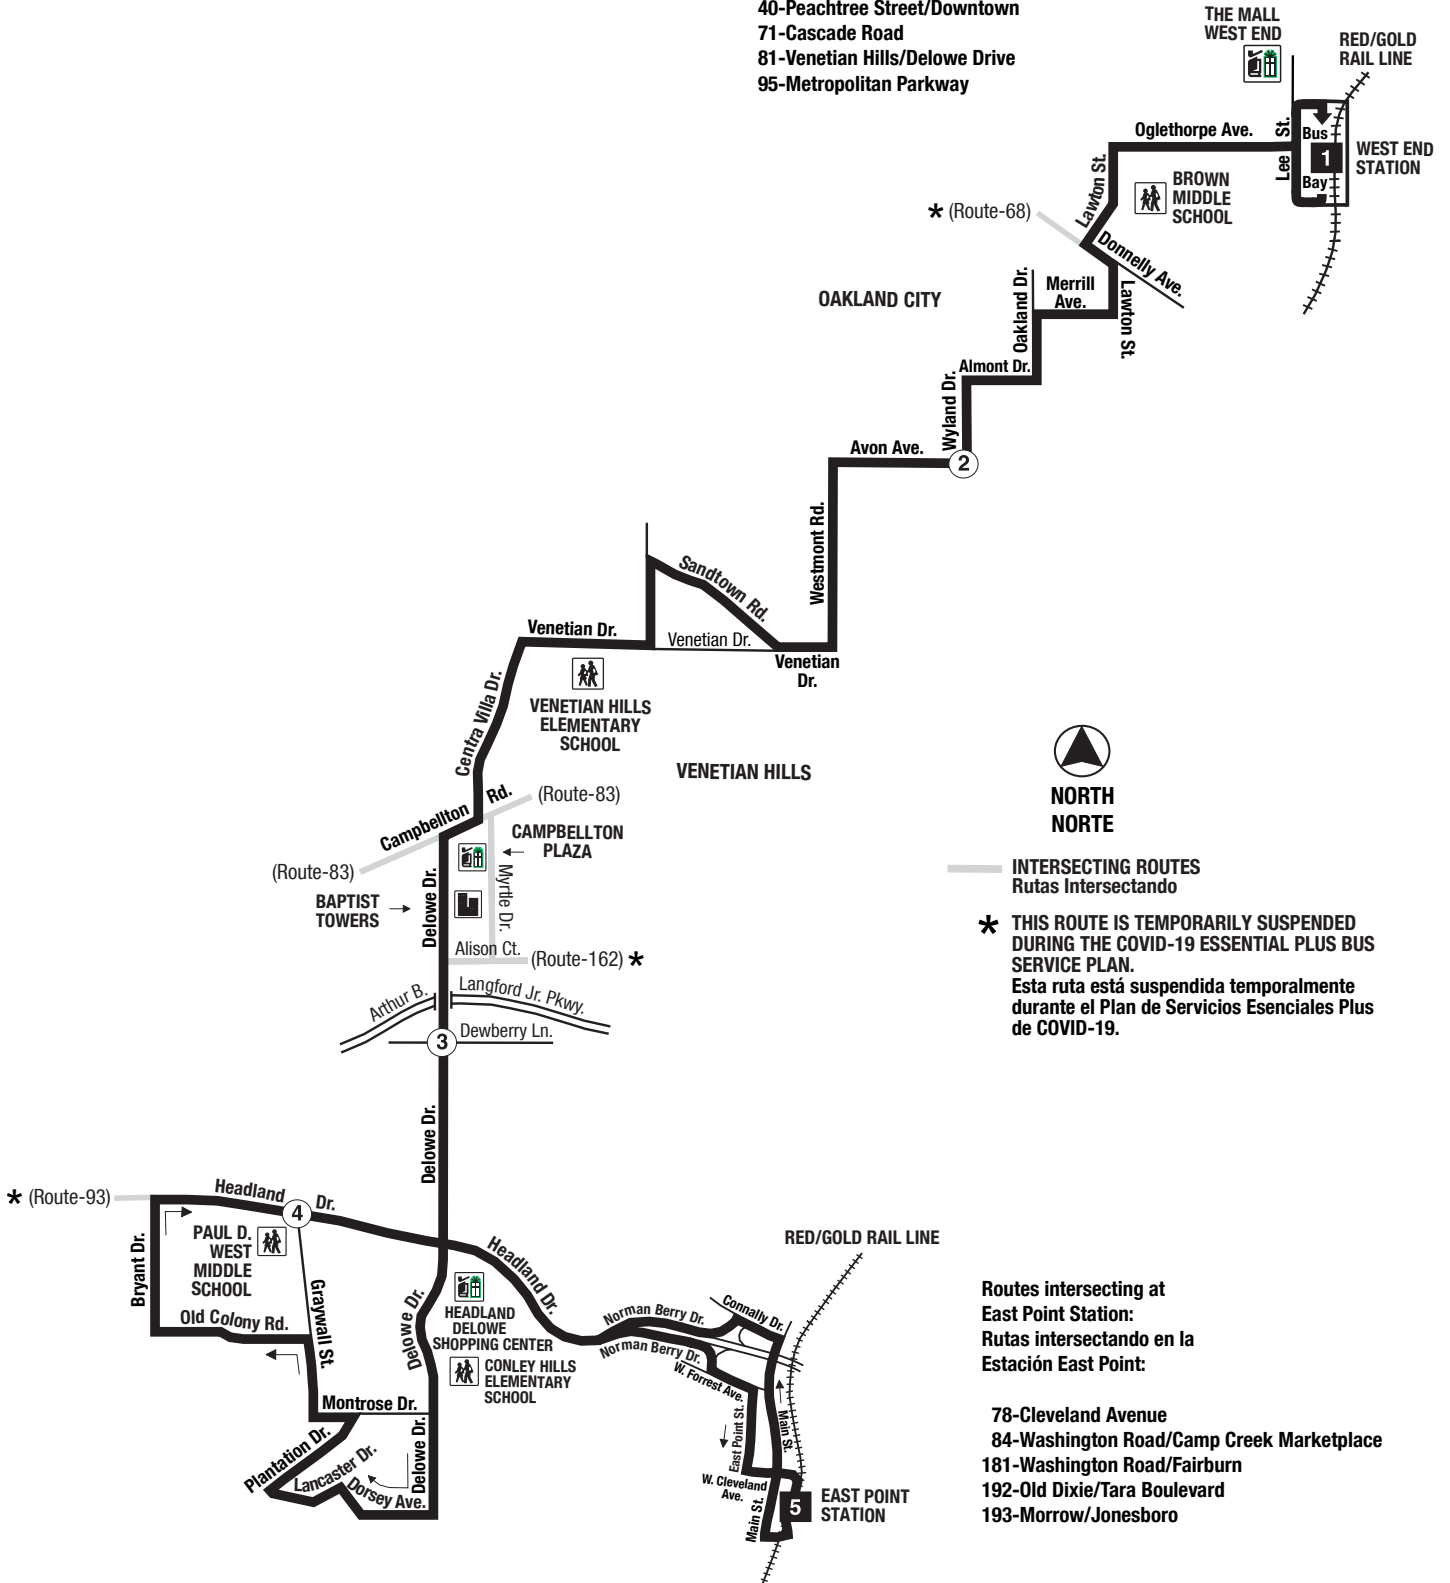 40-Peachtree Street/Downtown
71-Cascade Road
81-Venetian Hills/Delowe Drive
95-Metropolitan Parkway
THE MALL
WEST END
RED/GOLD
RAIL LINE
Oglethorpe Ave.
Lee St.
Bus
1
Bay
WEST END
STATION
Lawton St.
BROWN
MIDDLE
SCHOOL
* (Route-68)
Donnelly Ave.
OAKLAND CITY
Oakland Dr.
Merrill
Ave.
Lawton St.
Almont Dr.
Wyland Dr.
Avon Ave.
2
Westmont Rd.
Sandtown Rd.
Venetian Dr.
Venetian Dr.
Venetian
Dr.
Centra Villa Dr.
VENETIAN HILLS
ELEMENTARY
SCHOOL
VENETIAN HILLS
NORTH
NORTE
Campbellton Rd.
(Route-83)
CAMPBELLTON
PLAZA
(Route-83)
BAPTIST
TOWERS
Delowe Dr.
Myrtle Dr.
Alison Ct.
(Route-162) *
INTERSECTING ROUTES
Rutas Intersectando
* THIS ROUTE IS TEMPORARILY SUSPENDED
DURING THE COVID-19 ESSENTIAL PLUS BUS
SERVICE PLAN.
Esta ruta está suspendida temporalmente
durante el Plan de Servicios Esenciales Plus
de COVID-19.
Arthur B. Langford Jr. Pkwy.
3
Dewberry Ln.
Delowe Dr.
* (Route-93)
Headland Dr.
4
PAUL D.
WEST
MIDDLE
SCHOOL
Bryant Dr.
Old Colony Rd.
Graywall St.
Headland Dr.
Delowe Dr.
HEADLAND
DELOWE
SHOPPING CENTER
CONLEY HILLS
ELEMENTARY
SCHOOL
Montrose Dr.
Plantation Dr.
Lancaster Dr.
Dorsey Ave.
Delowe Dr.
RED/GOLD RAIL LINE
Connally Dr.
Norman Berry Dr.
Norman Berry Dr.
W. Forrest Ave.
East Point St.
Main St.
W. Cleveland
Ave.
Main St.
5
EAST POINT
STATION
Routes intersecting at
East Point Station:
Rutas intersectando en la
Estación East Point:
78-Cleveland Avenue
84-Washington Road/Camp Creek Marketplace
181-Washington Road/Fairburn
192-Old Dixie/Tara Boulevard
193-Morrow/Jonesboro